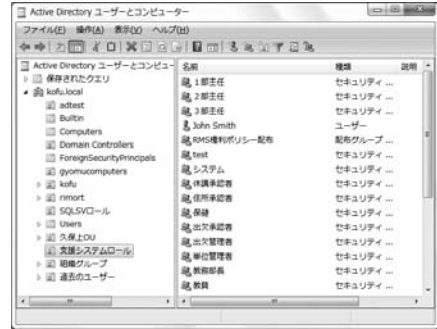 Active Directory ユーザーとコンピューター
ファイル(F) 操作(A) 表示(V) ヘルプ(H)
Active Directory ユーザーとコンピュー
保存されたクエリ
kofu.local
adtest
Builtin
Computers
Domain Controllers
ForeignSecurityPrincipals
gyomucomputers
kofu
rimort
SQLSVロール
Users
久保上OU
支援システムロール
組織グループ
過去のユーザー
名前 種類 説明
1部主任 セキュリティ ...
2部主任 セキュリティ ...
3部主任 セキュリティ ...
John Smith ユーザー
RMS権利ポリシー配布 配布グループ ...
test セキュリティ ...
システム セキュリティ ...
休講承認者 セキュリティ ...
住所承認者 セキュリティ ...
保健 セキュリティ ...
出欠承認者 セキュリティ ...
出欠管理者 セキュリティ ...
単位管理者 セキュリティ ...
教務部長 セキュリティ ...
教員 セキュリティ ...